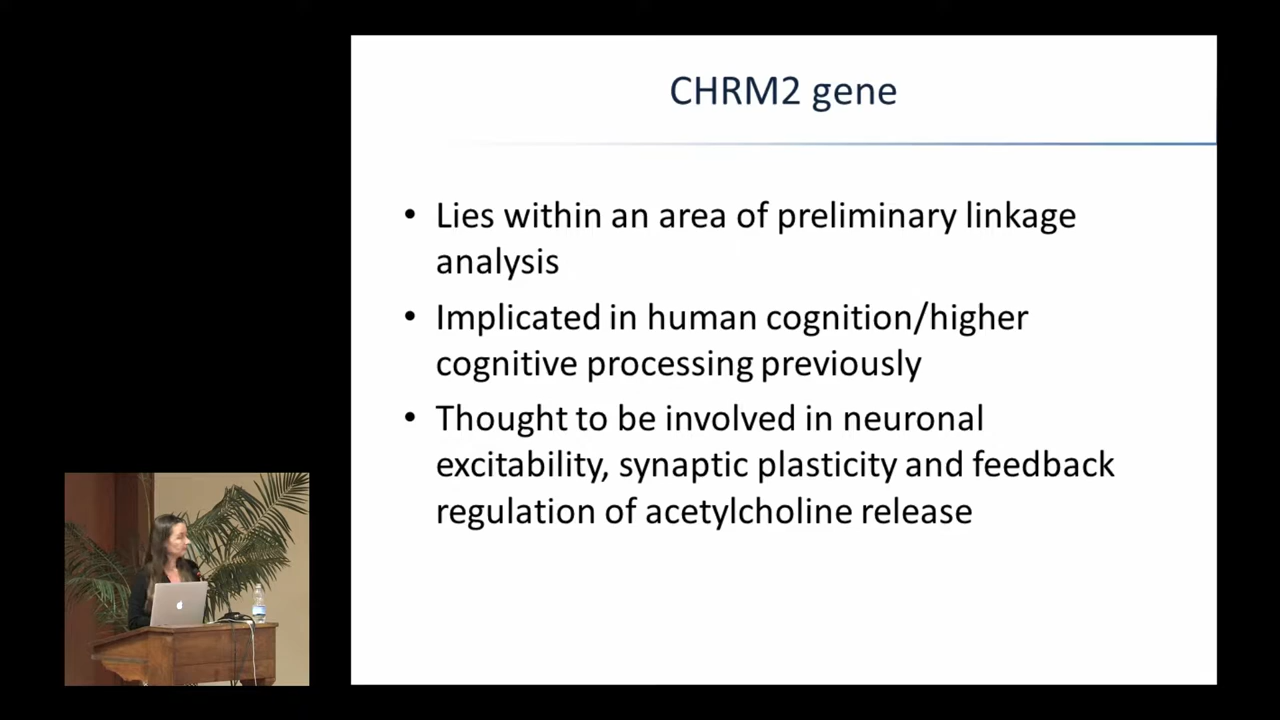 CHRM2 gene
• Lies within an area of preliminary linkage
analysis
• Implicated in human cognition/higher
cognitive processing previously
• Thought to be involved in neuronal
excitability, synaptic plasticity and feedback
regulation of acetylcholine release